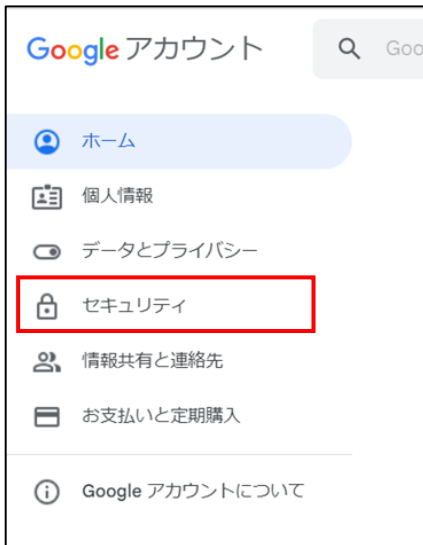 Google アカウント
Goo
ホーム
個人情報
データとプライバシー
セキュリティ
情報共有と連絡先
お支払いと定期購入
Google アカウントについて